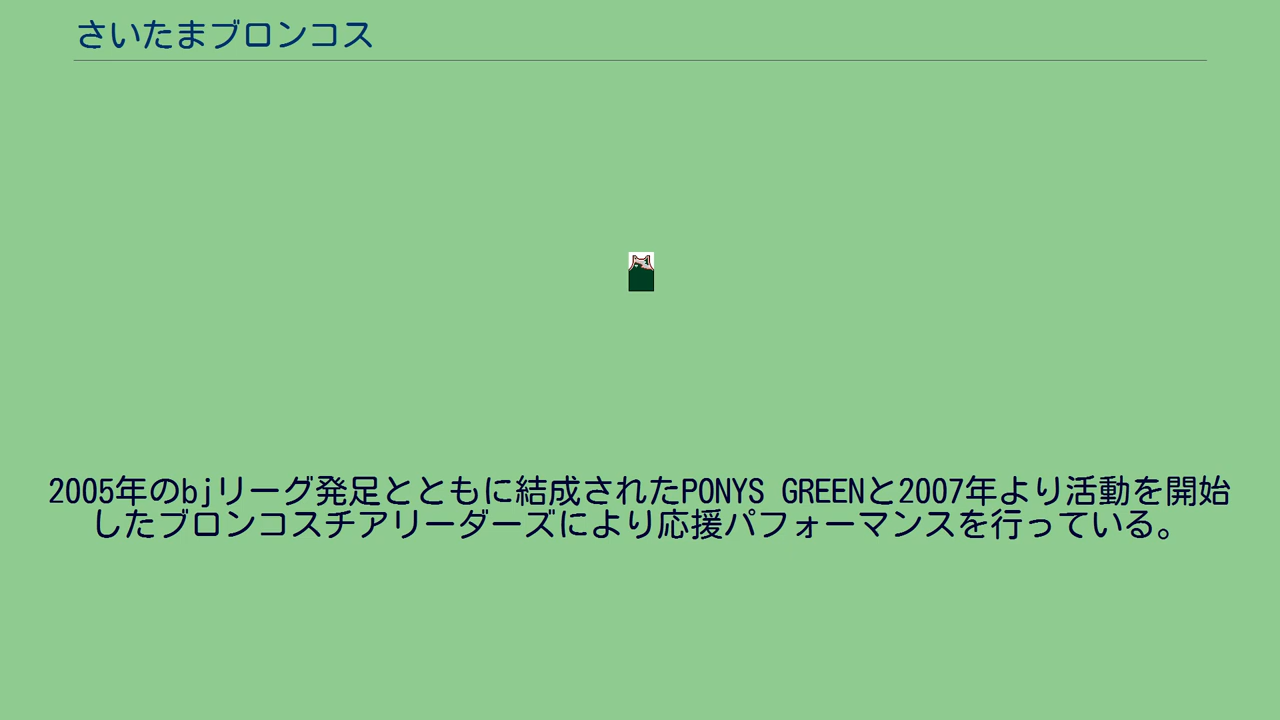 さいたまブロンコス
2005年のbjリーグ発足とともに結成されたPONYS GREENと2007年より活動を開始
したブロンコスチアリーダーズにより応援パフォーマンスを行っている。